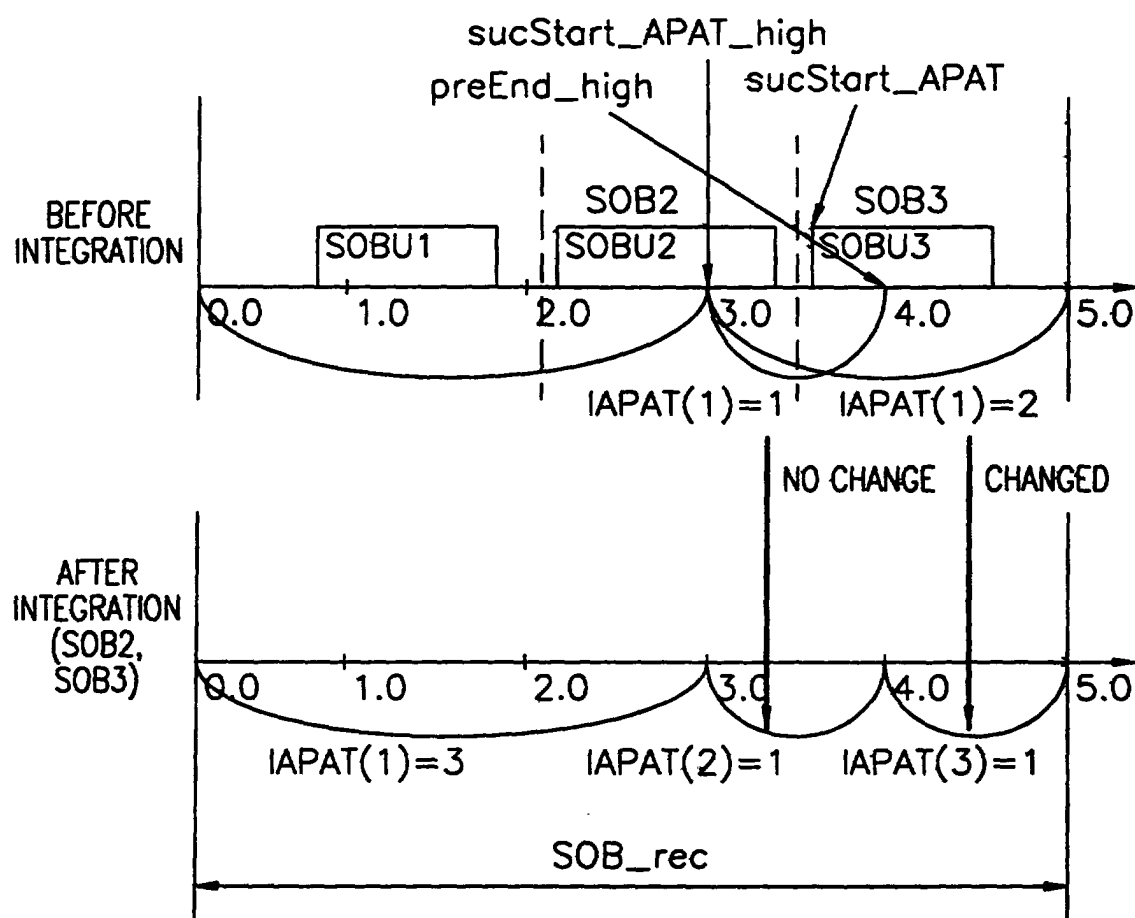 sucStart_APAT_high
preEnd_high
sucStart_APAT
BEFORE
INTEGRATION
SOB2
SOB3
SOBU1
SOBU2
SOBU3
0.0
1.0
2.0
3.0
4.0
5.0
IAPAT(1)=1
IAPAT(1)=2
NO CHANGE
CHANGED
AFTER
INTEGRATION
(SOB2,
SOB3)
0.0
1.0
2.0
3.0
4.0
5.0
IAPAT(1)=3
IAPAT(2)=1
IAPAT(3)=1
SOB_rec